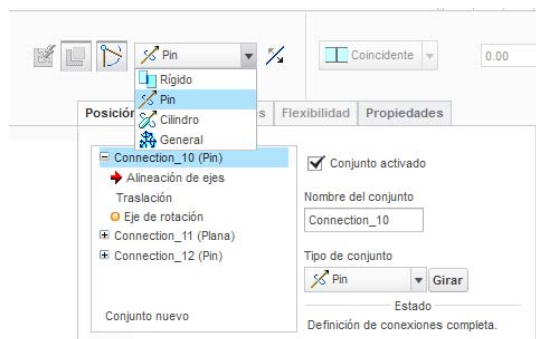 Pin
Coincidente
0.00
Rígido
Pin
Cilindro
General
Posición
s
Flexibilidad
Propiedades
Connection_10 (Pin)
Alineación de ejes
Traslación
Eje de rotación
Connection_11 (Plana)
Connection_12 (Pin)
Conjunto nuevo
Conjunto activado
Nombre del conjunto
Connection_10
Tipo de conjunto
Pin
Girar
Estado
Definición de conexiones completa.